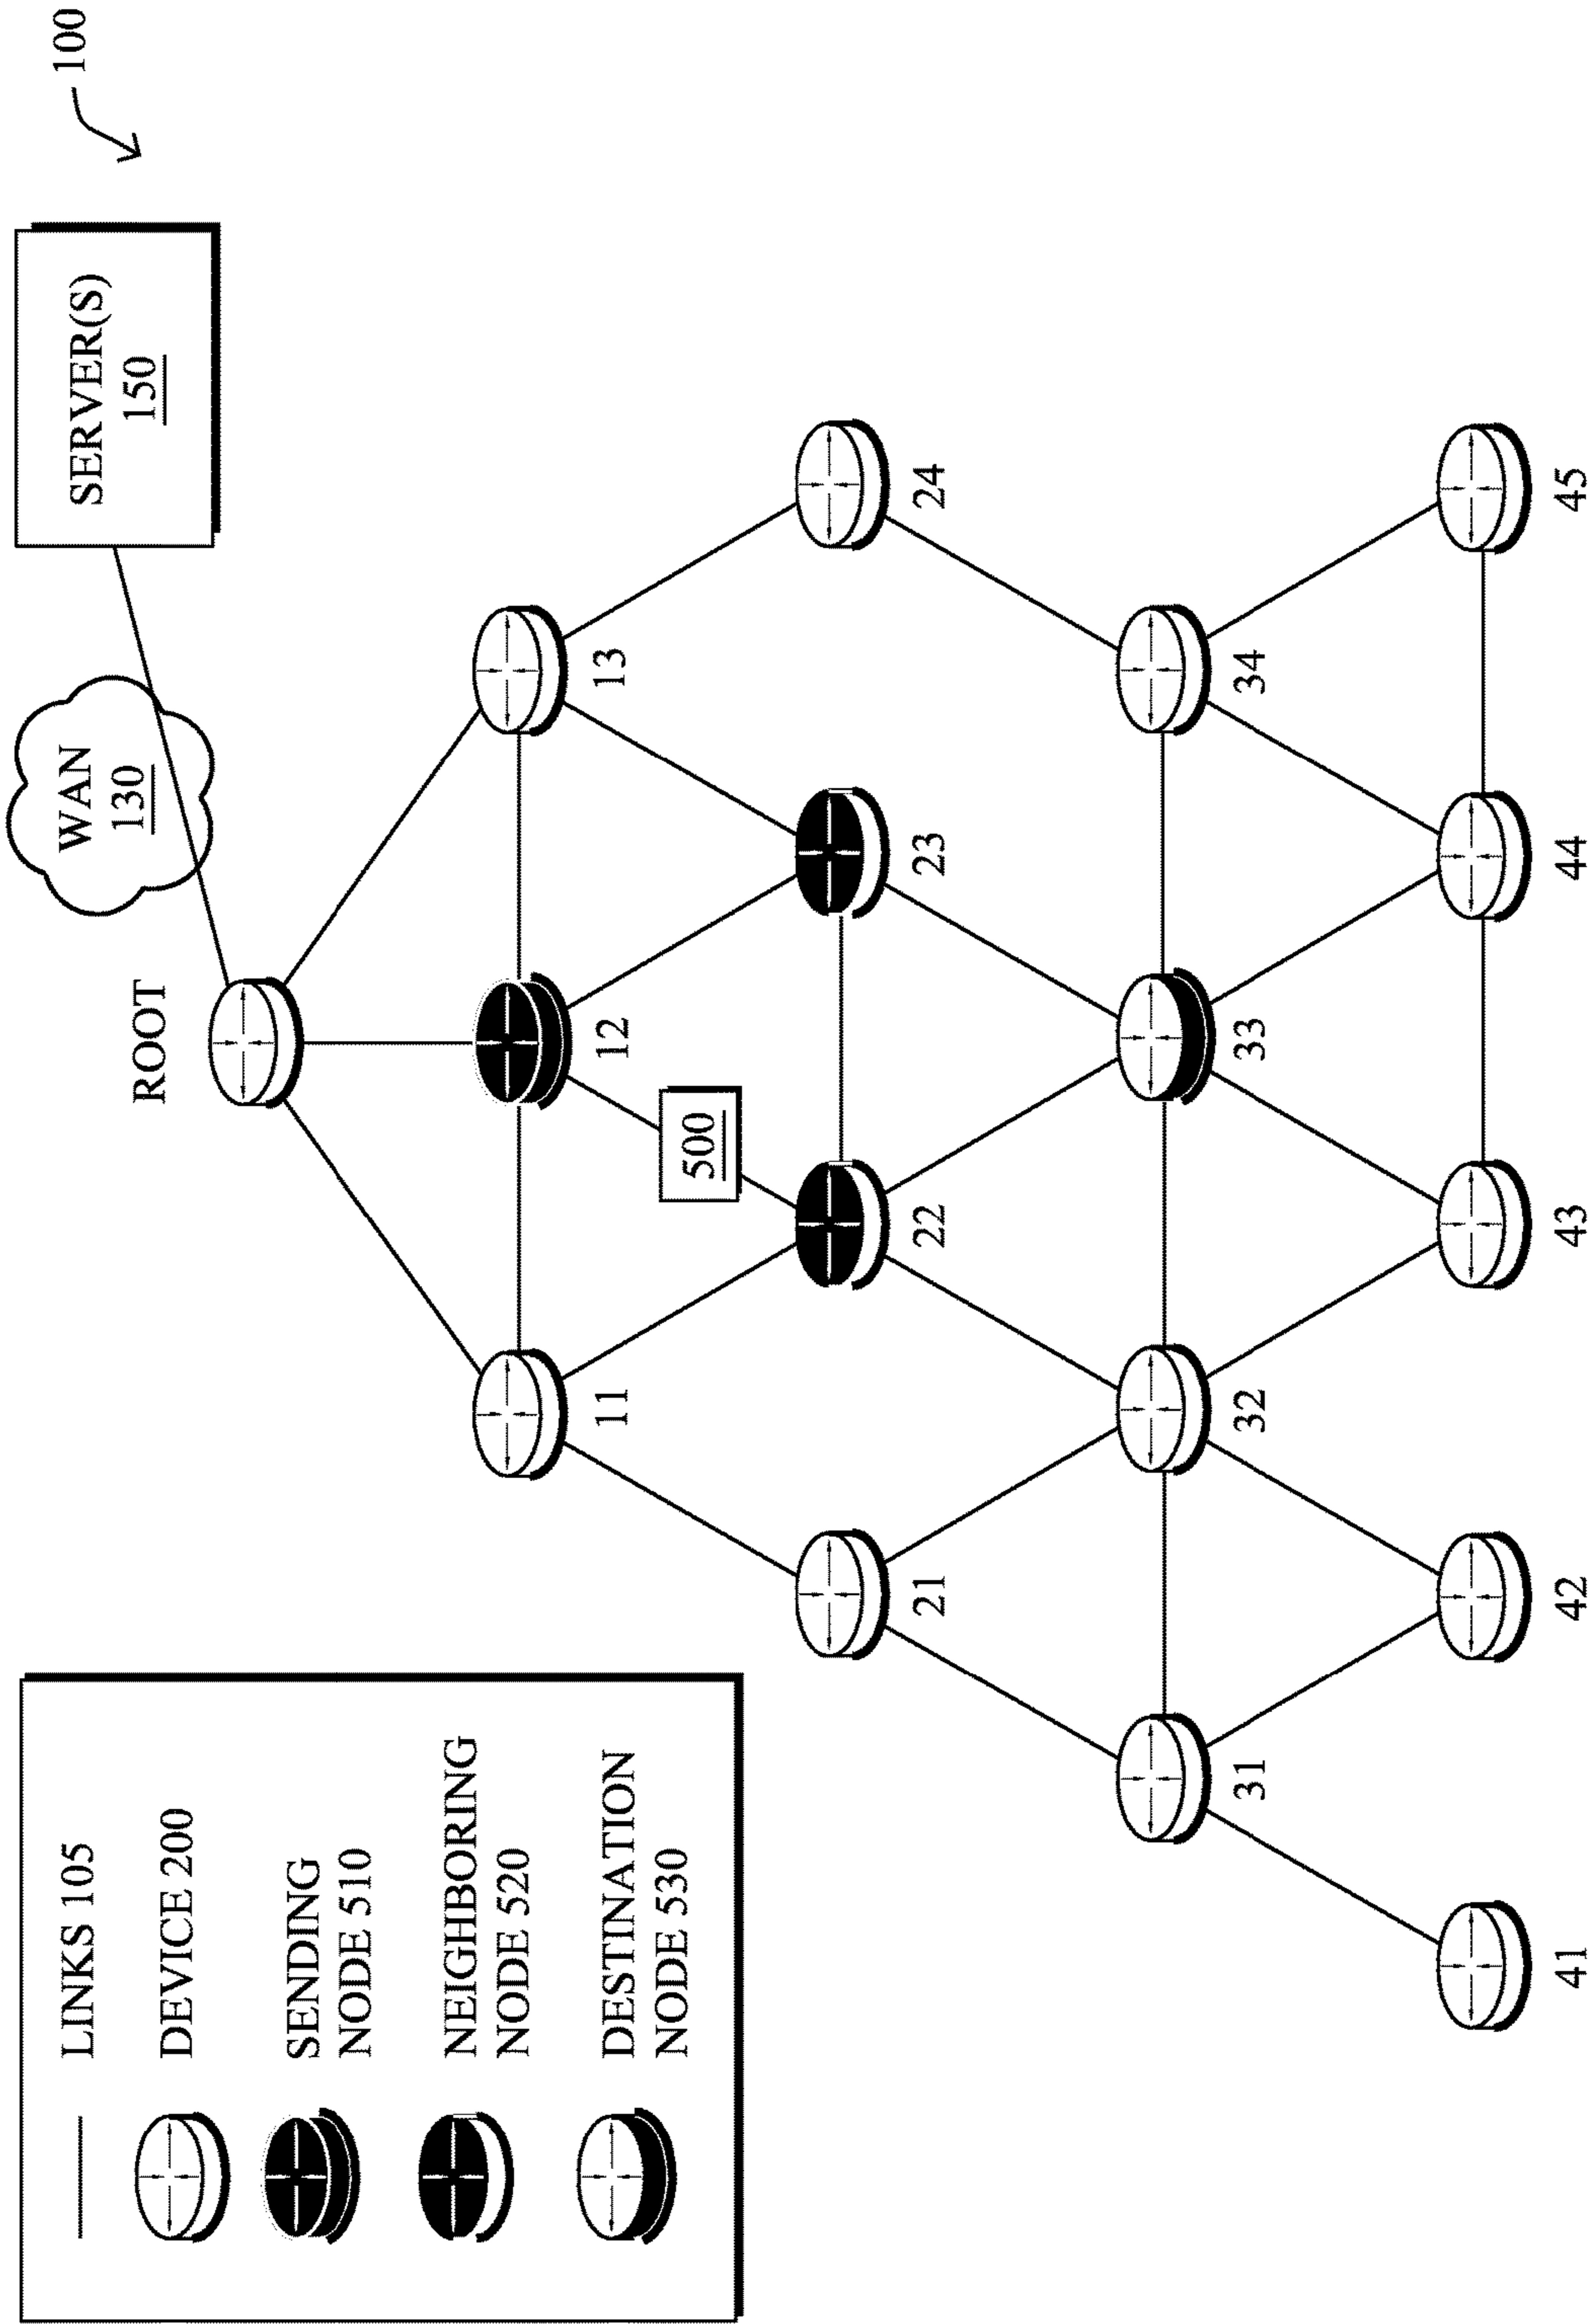 LINKS 105
DEVICE 200
SENDING
NODE 510
NEIGHBORING
NODE 520
DESTINATION
NODE 530
WAN
130
SERVER(S)
150
100
ROOT
11
12
13
500
21
22
23
24
31
32
33
34
41
42
43
44
45